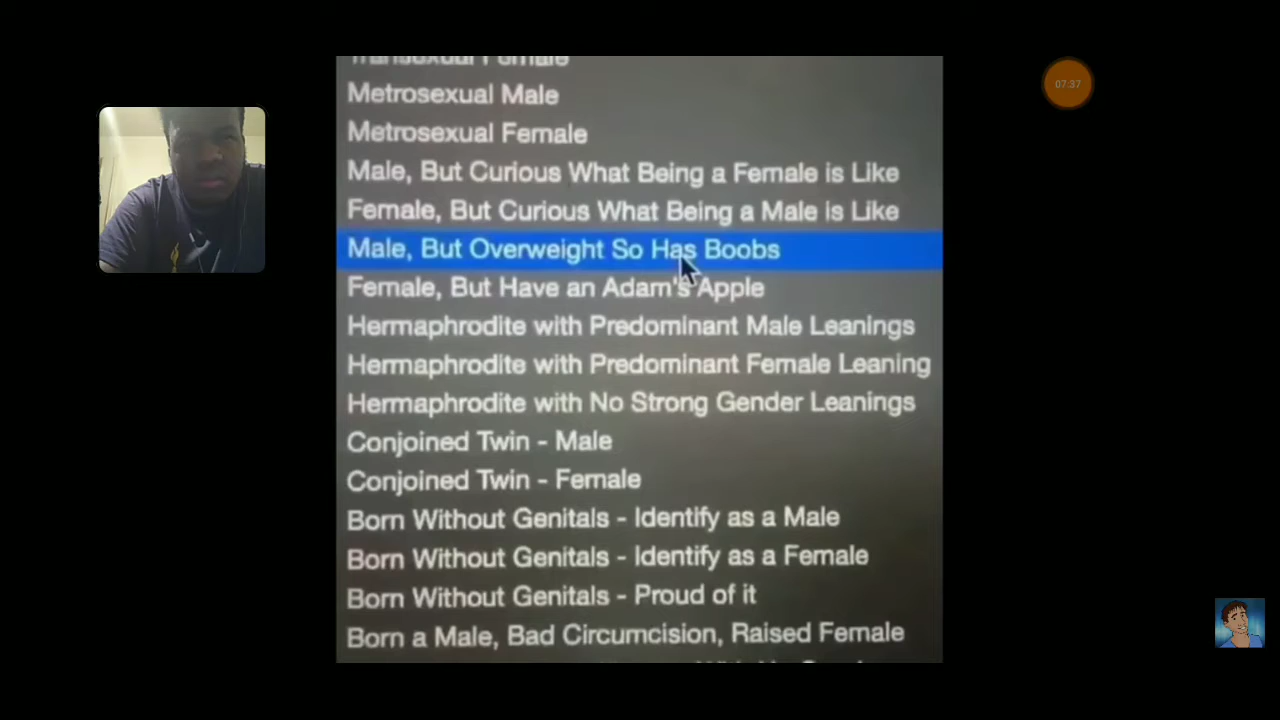 Transexual Female
Metrosexual Male
Metrosexual Female
Male, But Curious What Being a Female is Like
Female, But Curious What Being a Male is Like
Male, But Overweight So Has Boobs
Female, But Have an Adam's Apple
Hermaphrodite with Predominant Male Leanings
Hermaphrodite with Predominant Female Leaning
Hermaphrodite with No Strong Gender Leanings
Conjoined Twin - Male
Conjoined Twin - Female
Born Without Genitals - Identify as a Male
Born Without Genitals - Identify as a Female
Born Without Genitals - Proud of it
Born a Male, Bad Circumcision, Raised Female
07:37